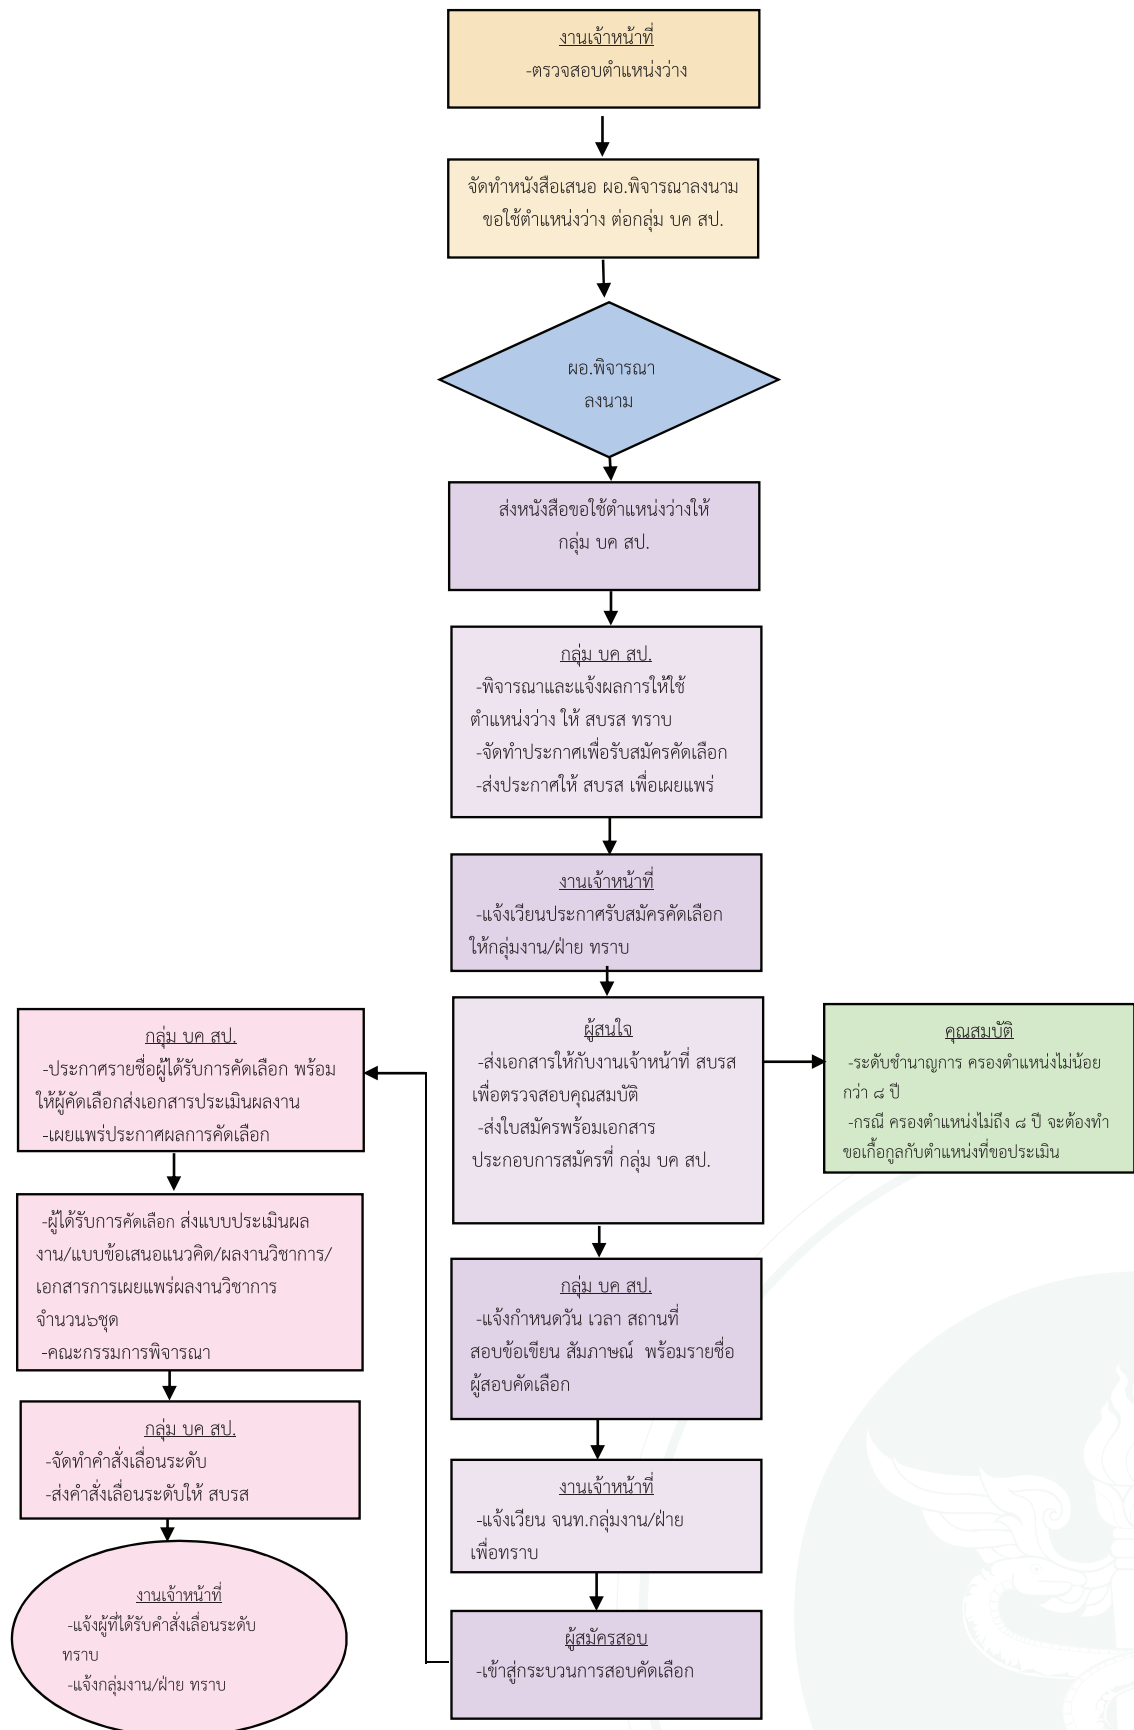 งานเจ้าหน้าที่
-ตรวจสอบตำแหน่งว่าง
จัดทำหนังสือเสนอ ผอ.พิจารณาลงนาม
ขอใช้ตำแหน่งว่าง ต่อกลุ่ม บค สป.
ผอ.พิจารณา
ลงนาม
ส่งหนังสือขอใช้ตำแหน่งว่างให้
กลุ่ม บค สป.
กลุ่ม บค สป.
-พิจารณาและแจ้งผลการให้ใช้
ตำแหน่งว่าง ให้ สบรส ทราบ
-จัดทำประกาศเพื่อรับสมัครคัดเลือก
-ส่งประกาศให้ สบรส เพื่อเผยแพร่
งานเจ้าหน้าที่
-แจ้งเวียนประกาศรับสมัครคัดเลือก
ให้กลุ่มงาน/ฝ่าย ทราบ
ผู้สนใจ
-ส่งเอกสารให้กับงานเจ้าหน้าที่ สบรส
เพื่อตรวจสอบคุณสมบัติ
-ส่งใบสมัครพร้อมเอกสาร
ประกอบการสมัครที่ กลุ่ม บค สป.
คุณสมบัติ
-ระดับชำนาญการ ครองตำแหน่งไม่น้อย
กว่า ๘ ปี
-กรณี ครองตำแหน่งไม่ถึง ๘ ปี จะต้องทำ
ขอเกื้อกูลกับตำแหน่งที่ขอประเมิน
กลุ่ม บค สป.
-แจ้งกำหนดวัน เวลา สถานที่
สอบข้อเขียน สัมภาษณ์ พร้อมรายชื่อ
ผู้สอบคัดเลือก
งานเจ้าหน้าที่
-แจ้งเวียน จนท.กลุ่มงาน/ฝ่าย
เพื่อทราบ
ผู้สมัครสอบ
-เข้าสู่กระบวนการสอบคัดเลือก
กลุ่ม บค สป.
-ประกาศรายชื่อผู้ได้รับการคัดเลือก พร้อม
ให้ผู้คัดเลือกส่งเอกสารประเมินผลงาน
-เผยแพร่ประกาศผลการคัดเลือก
-ผู้ได้รับการคัดเลือก ส่งแบบประเมินผล
งาน/แบบข้อเสนอแนวคิด/ผลงานวิชาการ/
เอกสารการเผยแพร่ผลงานวิชาการ
จำนวน๖ชุด
-คณะกรรมการพิจารณา
กลุ่ม บค สป.
-จัดทำคำสั่งเลื่อนระดับ
-ส่งคำสั่งเลื่อนระดับให้ สบรส
งานเจ้าหน้าที่
-แจ้งผู้ที่ได้รับคำสั่งเลื่อนระดับ
ทราบ
-แจ้งกลุ่มงาน/ฝ่าย ทราบ